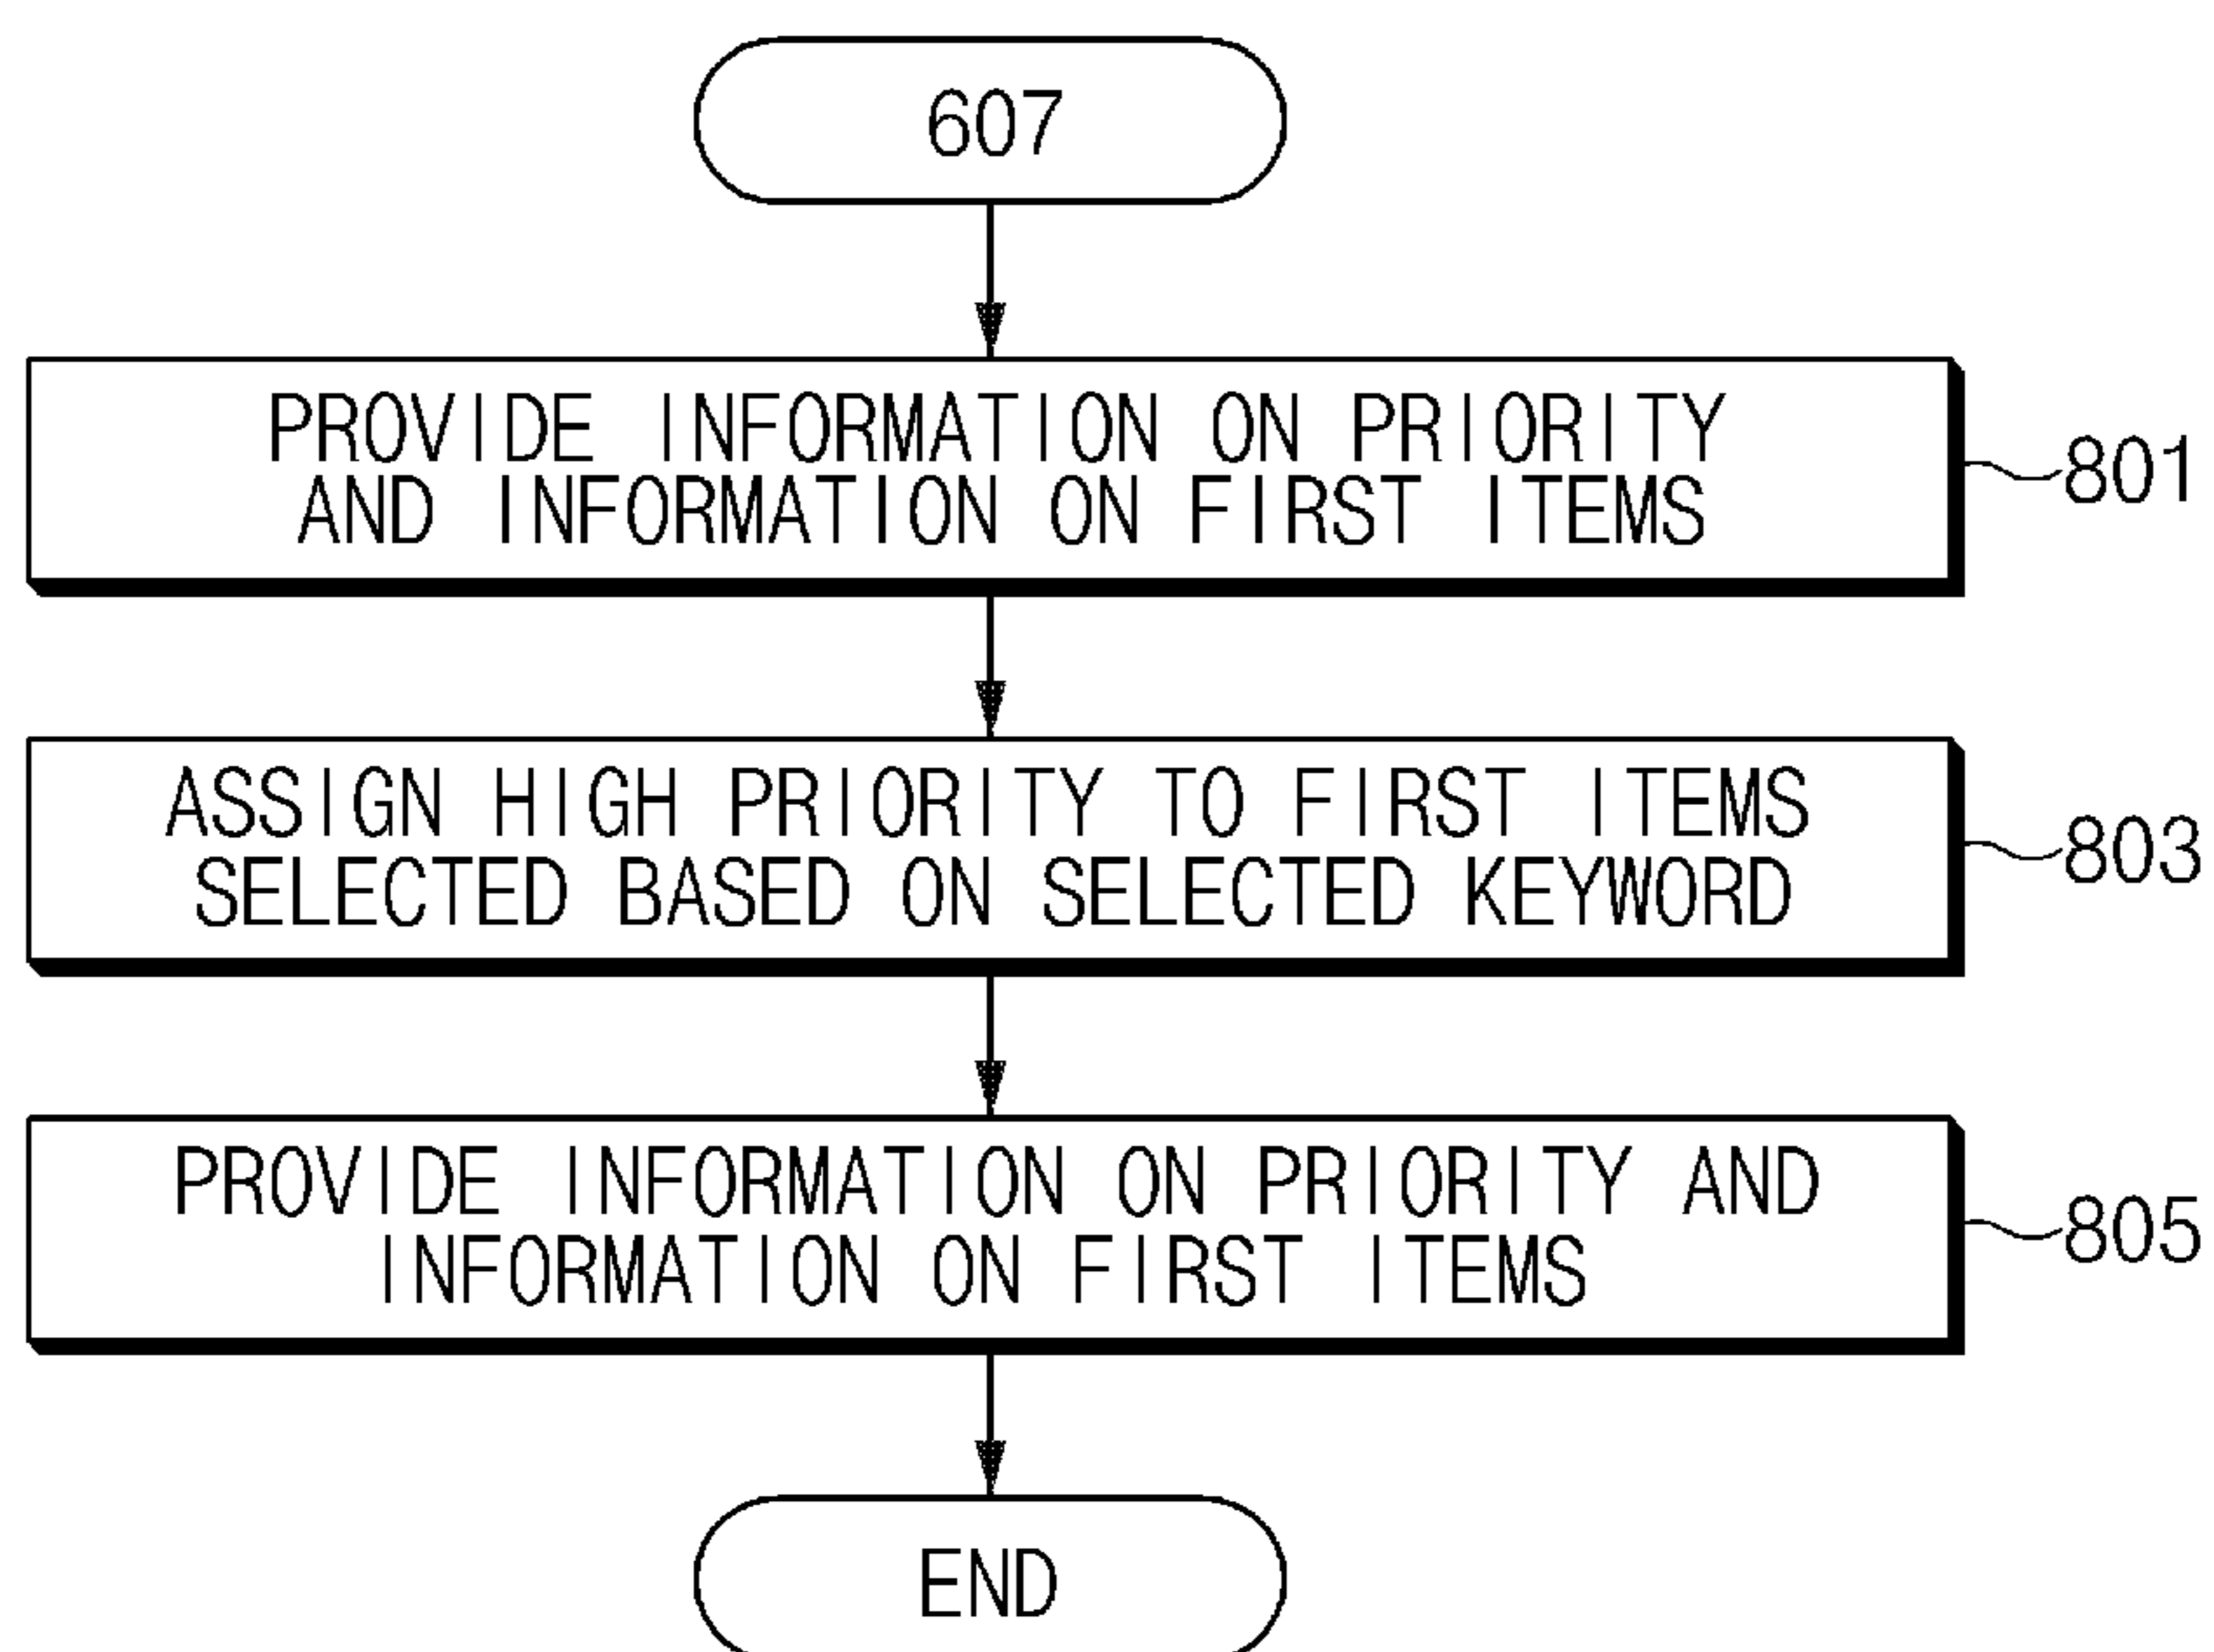 607
PROVIDE INFORMATION ON PRIORITY
AND INFORMATION ON FIRST ITEMS
801
ASSIGN HIGH PRIORITY TO FIRST ITEMS
SELECTED BASED ON SELECTED KEYWORD
803
PROVIDE INFORMATION ON PRIORITY AND
INFORMATION ON FIRST ITEMS
805
END